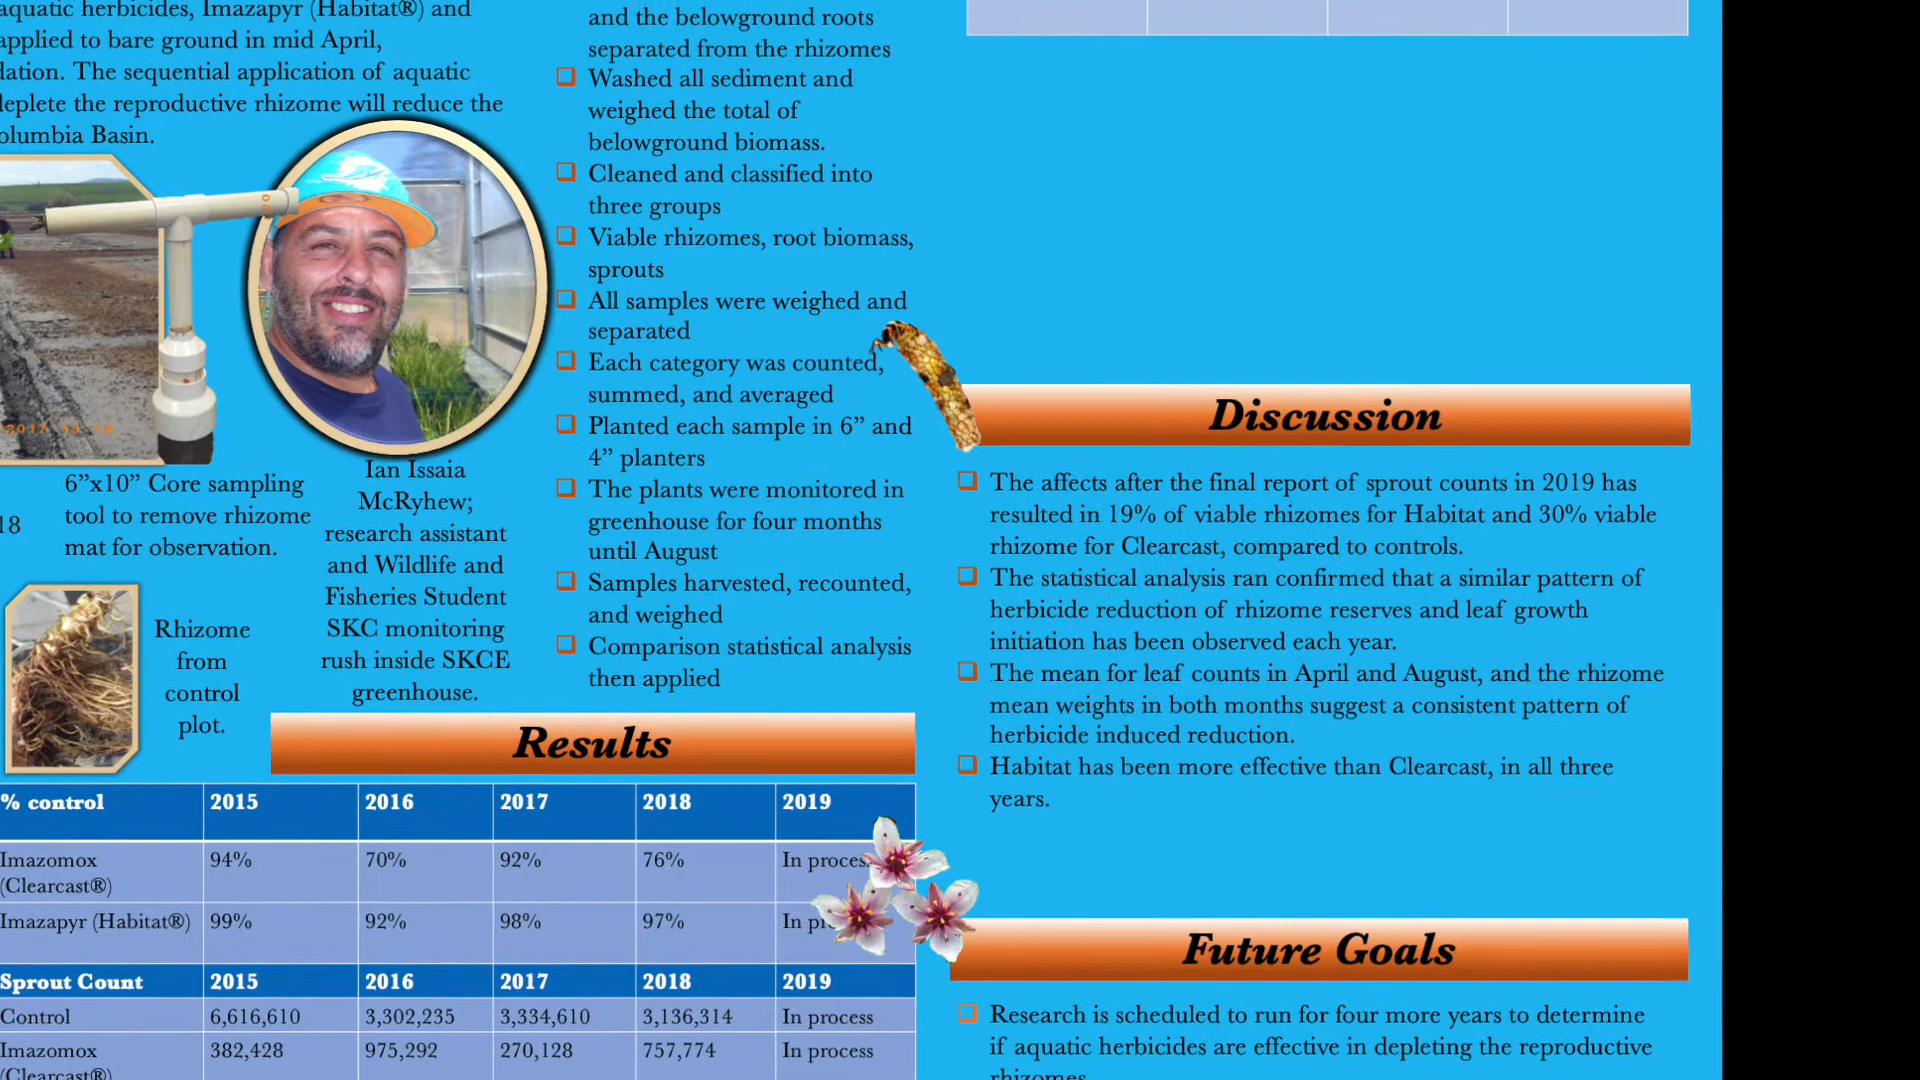 aquatic herbicides, Imazapyr (Habitat®) and
applied to bare ground in mid April,
dation. The sequential application of aquatic
deplete the reproductive rhizome will reduce the
olumbia Basin.
18
6”x10” Core sampling
tool to remove rhizome
mat for observation.
Ian Issaia
McRyhew;
research assistant
and Wildlife and
Fisheries Student
SKC monitoring
rush inside SKCE
greenhouse.
Rhizome
from
control
plot.
and the belowground roots
separated from the rhizomes
❑ Washed all sediment and
weighed the total of
belowground biomass.
❑ Cleaned and classified into
three groups
❑ Viable rhizomes, root biomass,
sprouts
❑ All samples were weighed and
separated
❑ Each category was counted,
summed, and averaged
❑ Planted each sample in 6” and
4” planters
❑ The plants were monitored in
greenhouse for four months
until August
❑ Samples harvested, recounted,
and weighed
❑ Comparison statistical analysis
then applied
Results
% control 2015 2016 2017 2018 2019
Imazomox
(Clearcast®) 94% 70% 92% 76% In process
Imazapyr (Habitat®) 99% 92% 98% 97% In pr
Sprout Count 2015 2016 2017 2018 2019
Control 6,616,610 3,302,235 3,334,610 3,136,314 In process
Imazomox
(Clearcast®) 382,428 975,292 270,128 757,774 In process
Discussion
❑ The affects after the final report of sprout counts in 2019 has
resulted in 19% of viable rhizomes for Habitat and 30% viable
rhizome for Clearcast, compared to controls.
❑ The statistical analysis ran confirmed that a similar pattern of
herbicide reduction of rhizome reserves and leaf growth
initiation has been observed each year.
❑ The mean for leaf counts in April and August, and the rhizome
mean weights in both months suggest a consistent pattern of
herbicide induced reduction.
❑ Habitat has been more effective than Clearcast, in all three
years.
Future Goals
❑ Research is scheduled to run for four more years to determine
if aquatic herbicides are effective in depleting the reproductive
rhizomes